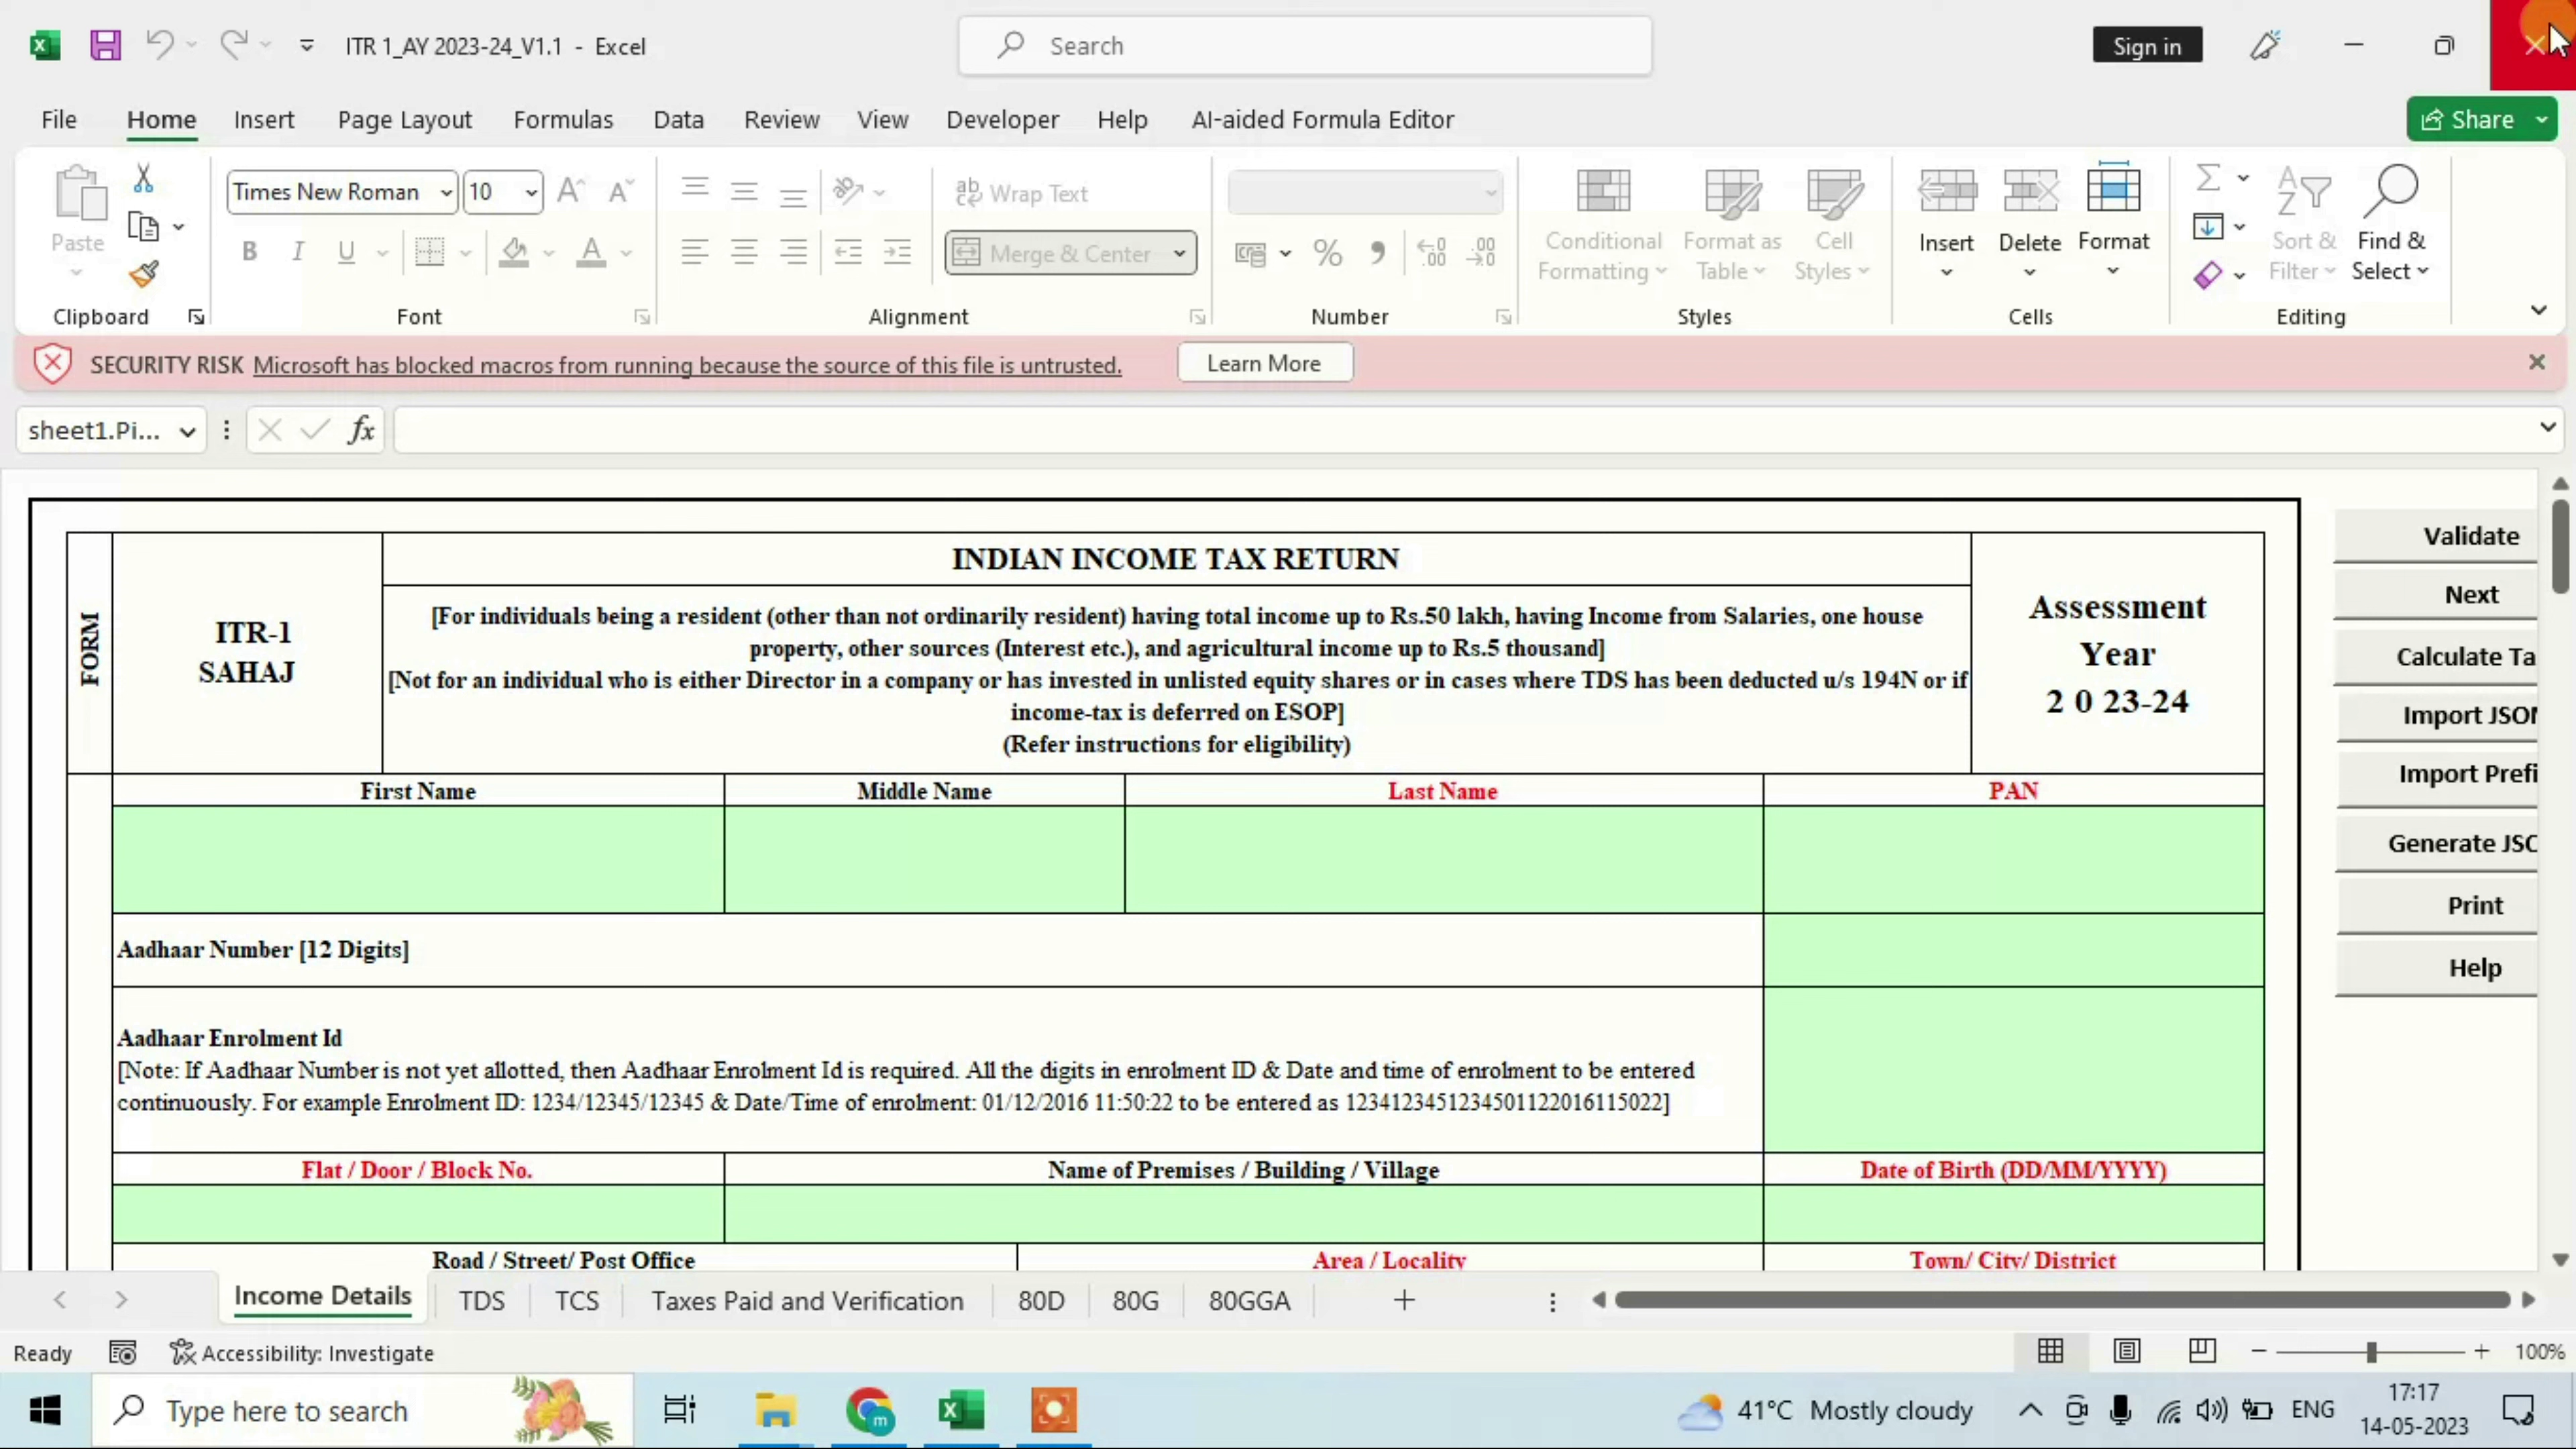 ITR 1_AY 2023-24_V1.1 - Excel
Search
Sign in
File Home Insert Page Layout Formulas Data Review View Developer Help AI-aided Formula Editor
Share
Paste
Times New Roman 10
B I U
Wrap Text
Merge & Center
Conditional Formatting
Format as Table
Cell Styles
Insert
Delete
Format
Sort & Filter
Find & Select
Clipboard Font Alignment Number Styles Cells Editing
SECURITY RISK Microsoft has blocked macros from running because the source of this file is untrusted. Learn More
sheet1.Pi... fx
FORM
ITR-1
SAHAJ
INDIAN INCOME TAX RETURN
[For individuals being a resident (other than not ordinarily resident) having total income up to Rs.50 lakh, having Income from Salaries, one house
property, other sources (Interest etc.), and agricultural income up to Rs.5 thousand]
[Not for an individual who is either Director in a company or has invested in unlisted equity shares or in cases where TDS has been deducted u/s 194N or if
income-tax is deferred on ESOP]
(Refer instructions for eligibility)
Assessment
Year
2 0 23-24
Validate
Next
Calculate Ta
Import JSON
Import Prefi
Generate JSO
Print
Help
First Name Middle Name Last Name PAN
Aadhaar Number [12 Digits]
Aadhaar Enrolment Id
[Note: If Aadhaar Number is not yet allotted, then Aadhaar Enrolment Id is required. All the digits in enrolment ID & Date and time of enrolment to be entered
continuously. For example Enrolment ID: 1234/12345/12345 & Date/Time of enrolment: 01/12/2016 11:50:22 to be entered as 1234123451234501122016115022]
Flat / Door / Block No. Name of Premises / Building / Village Date of Birth (DD/MM/YYYY)
Road / Street/ Post Office Area / Locality Town/ City/ District
Income Details TDS TCS Taxes Paid and Verification 80D 80G 80GGA
Ready Accessibility: Investigate 100%
Type here to search
41°C Mostly cloudy
ENG
17:17
14-05-2023